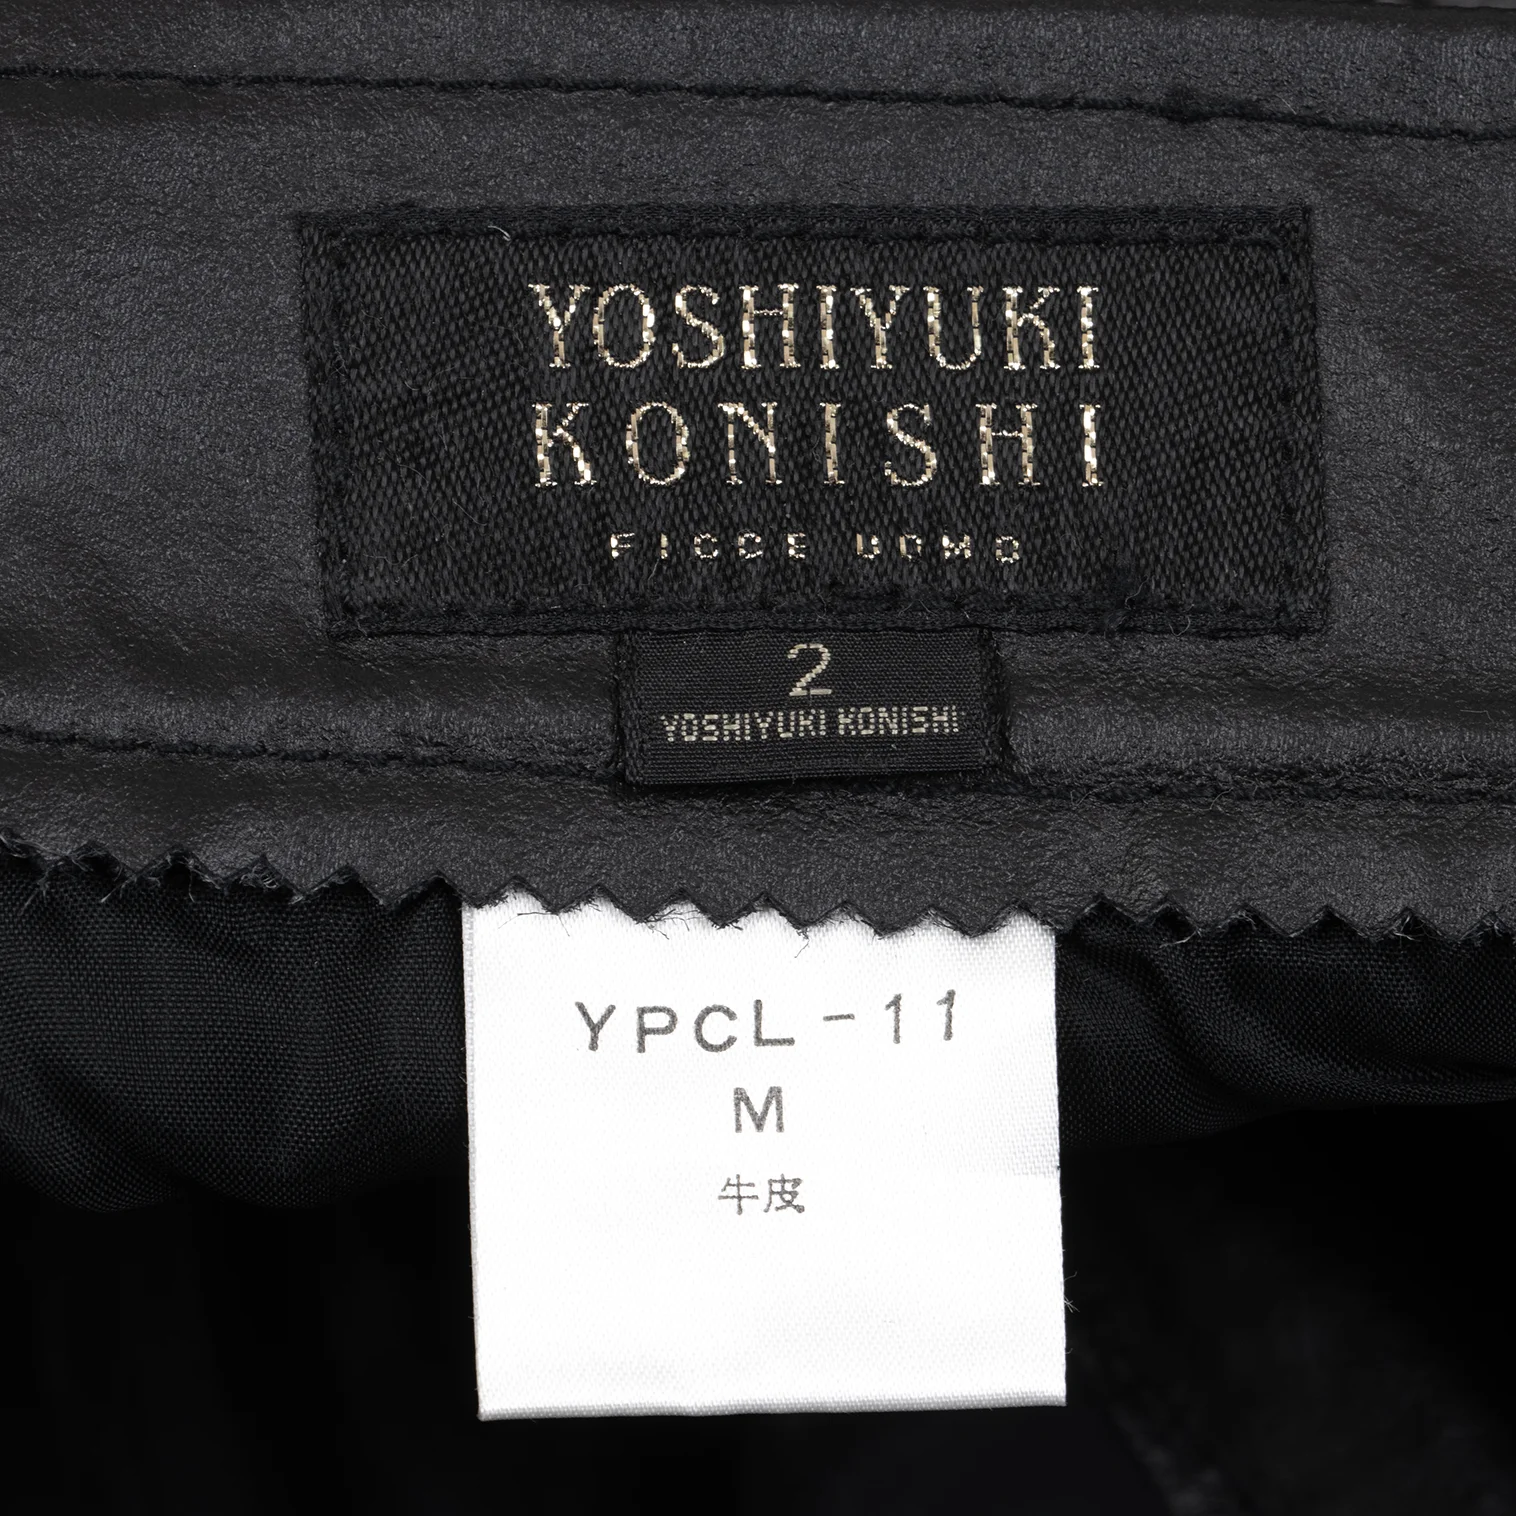 YOSHIYUKI
KONISHI
FICCE UOMO
2
YOSHIYUKI KONISHI
YPCL-11
M
牛皮